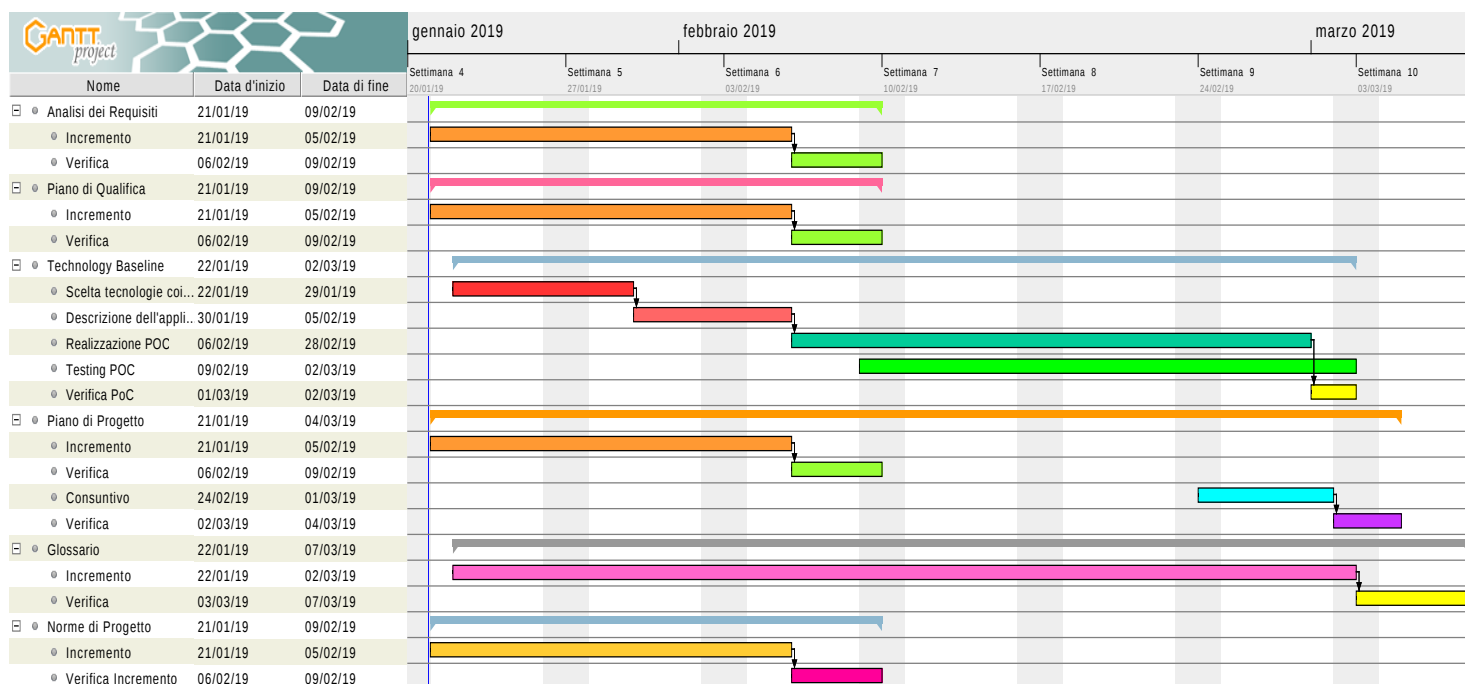 GANTT project
gennaio 2019 febbraio 2019 marzo 2019
Settimana 4 Settimana 5 Settimana 6 Settimana 7 Settimana 8 Settimana 9 Settimana 10
20/01/19 27/01/19 03/02/19 10/02/19 17/02/19 24/02/19 03/03/19
Nome Data d'inizio Data di fine
Analisi dei Requisiti 21/01/19 09/02/19
Incremento 21/01/19 05/02/19
Verifica 06/02/19 09/02/19
Piano di Qualifica 21/01/19 09/02/19
Incremento 21/01/19 05/02/19
Verifica 06/02/19 09/02/19
Technology Baseline 22/01/19 02/03/19
Scelta tecnologie coi... 22/01/19 29/01/19
Descrizione dell'appli... 30/01/19 05/02/19
Realizzazione POC 06/02/19 28/02/19
Testing POC 09/02/19 02/03/19
Verifica PoC 01/03/19 02/03/19
Piano di Progetto 21/01/19 04/03/19
Incremento 21/01/19 05/02/19
Verifica 06/02/19 09/02/19
Consuntivo 24/02/19 01/03/19
Verifica 02/03/19 04/03/19
Glossario 22/01/19 07/03/19
Incremento 22/01/19 02/03/19
Verifica 03/03/19 07/03/19
Norme di Progetto 21/01/19 09/02/19
Incremento 21/01/19 05/02/19
Verifica Incremento 06/02/19 09/02/19